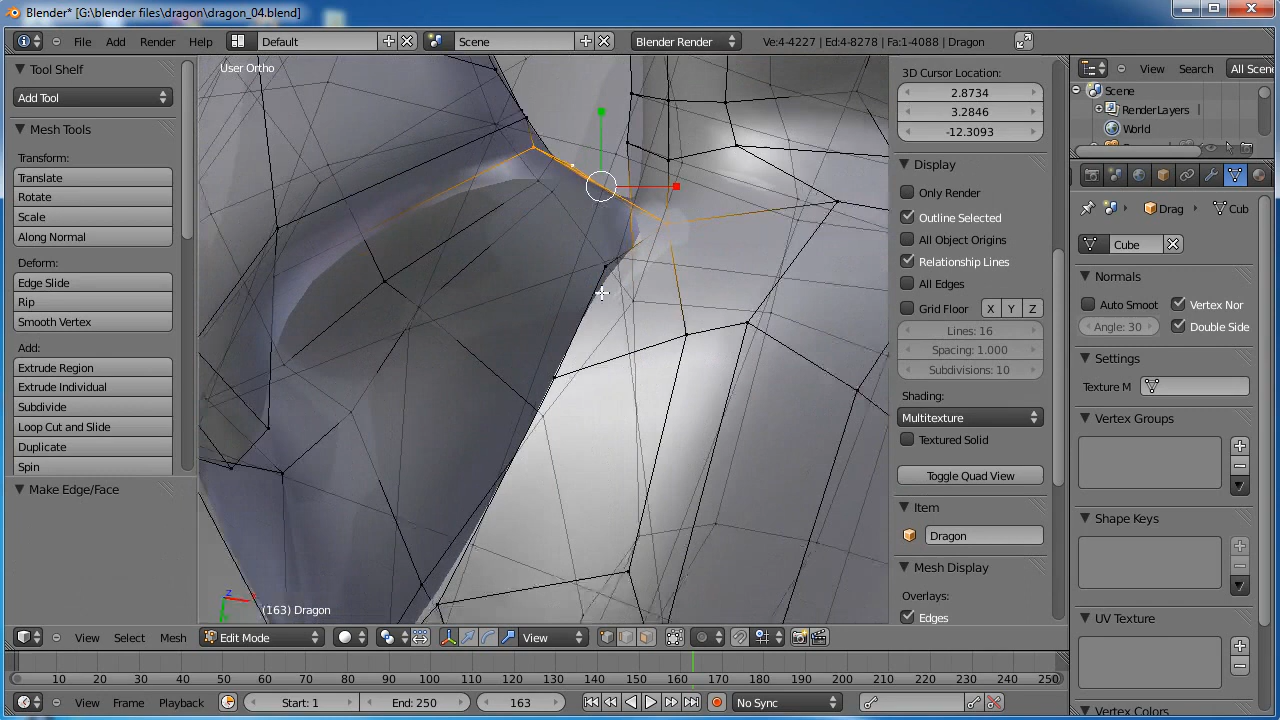 Blender* [G:\blender files\dragon\dragon_04.blend]
File Add Render Help Default Scene Blender Render Ve:4-4227 | Ed:4-8278 | Fa:1-4088 | Dragon View Search All Scene
Tool Shelf
Add Tool
Mesh Tools
Transform:
Translate
Rotate
Scale
Along Normal
Deform:
Edge Slide
Rip
Smooth Vertex
Add:
Extrude Region
Extrude Individual
Subdivide
Loop Cut and Slide
Duplicate
Spin
Make Edge/Face
User Ortho
z
(163) Dragon
3D Cursor Location:
2.8734
3.2846
-12.3093
Display
Only Render
Outline Selected
All Object Origins
Relationship Lines
All Edges
Grid Floor X Y Z
Lines: 16
Spacing: 1.000
Subdivisions: 10
Shading:
Multitexture
Textured Solid
Toggle Quad View
Item
Dragon
Mesh Display
Overlays:
Edges
Scene
RenderLayers
World
Drag Cub
Cube
Normals
Auto Smoot Vertex Nor
Angle: 30 Double Side
Settings
Texture M
Vertex Groups
Shape Keys
UV Texture
Vertex Colors
View Select Mesh Edit Mode View
10 20 30 40 50 60 70 80 90 100 110 120 130 140 150 160 170 180 190 200 210 220 230 240 250
View Frame Playback Start: 1 End: 250 163 No Sync